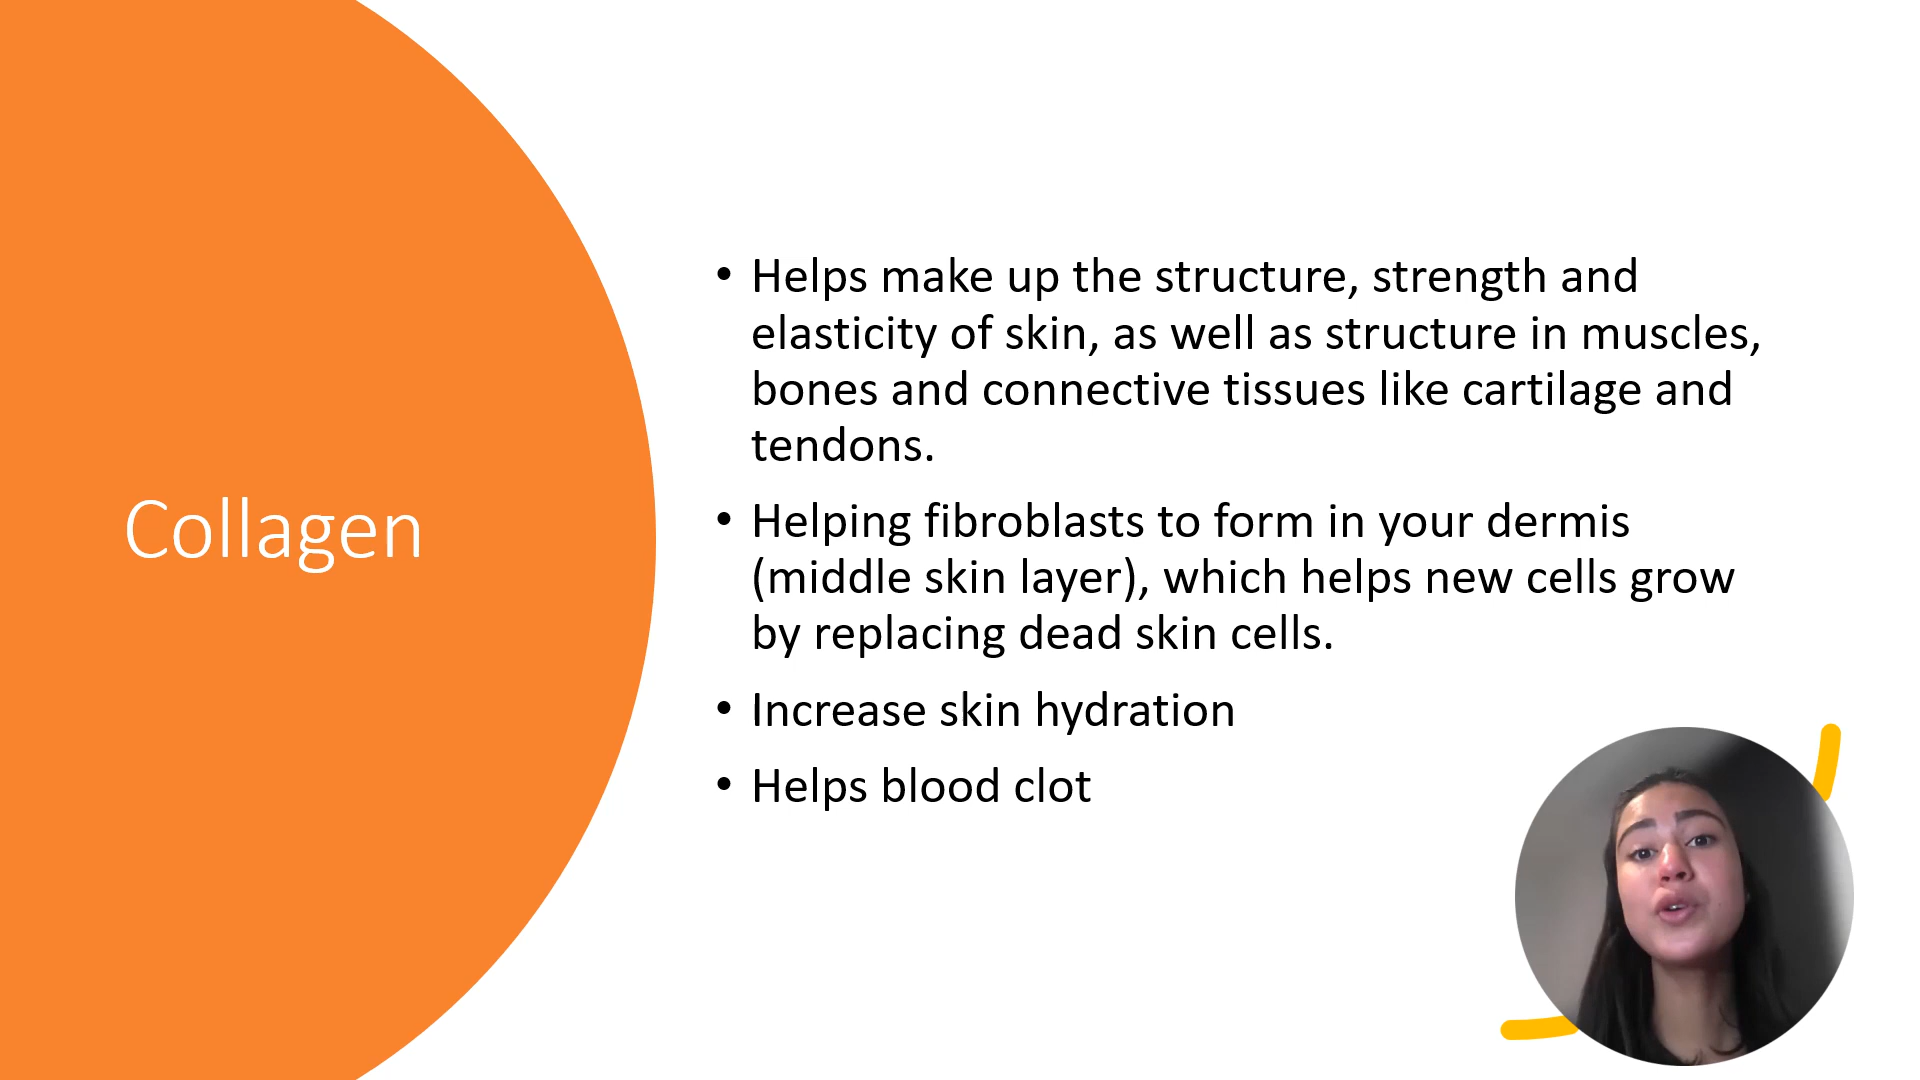 Collagen
• Helps make up the structure, strength and
elasticity of skin, as well as structure in muscles,
bones and connective tissues like cartilage and
tendons.
• Helping fibroblasts to form in your dermis
(middle skin layer), which helps new cells grow
by replacing dead skin cells.
• Increase skin hydration
• Helps blood clot